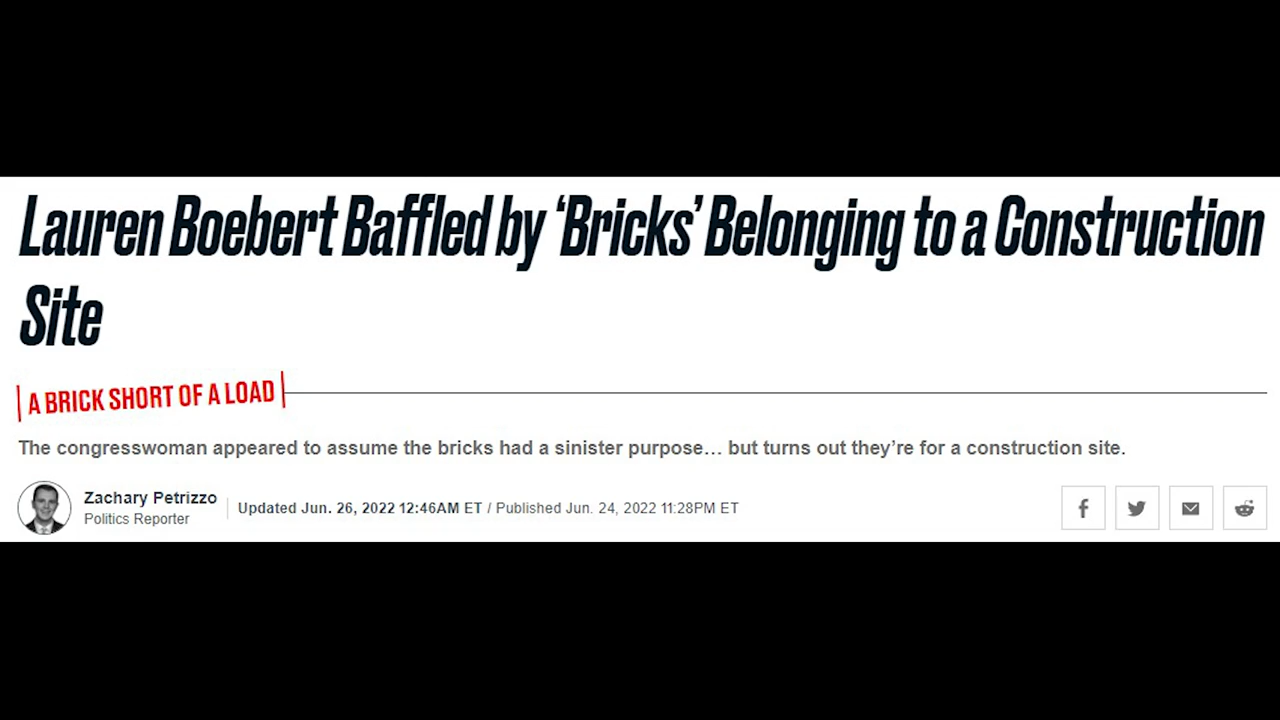 Lauren Boebert Baffled by ‘Bricks’ Belonging to a Construction
Site
A BRICK SHORT OF A LOAD
The congresswoman appeared to assume the bricks had a sinister purpose… but turns out they’re for a construction site.
Zachary Petrizzo
Politics Reporter
Updated Jun. 26, 2022 12:46AM ET / Published Jun. 24, 2022 11:28PM ET